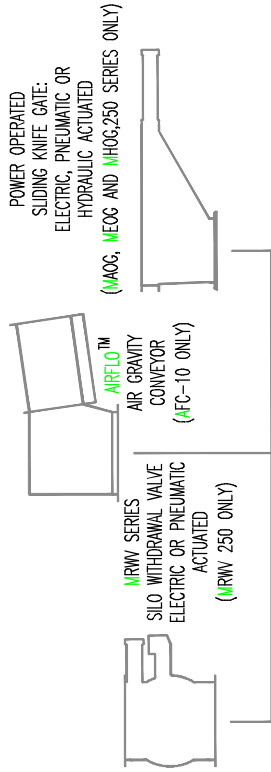 POWER OPERATED
SLIDING KNIFE GATE:
ELECTRIC, PNEUMATIC OR
HYDRAULIC ACTUATED
(MAOG, MEOG AND MHOG,250 SERIES ONLY)
AIRFLO™
AIR GRAVITY
CONVEYOR
(AFC-10 ONLY)
MRWV SERIES
SILO WITHDRAWAL VALVE
ELECTRIC OR PNEUMATIC
ACTUATED
(MRWV 250 ONLY)